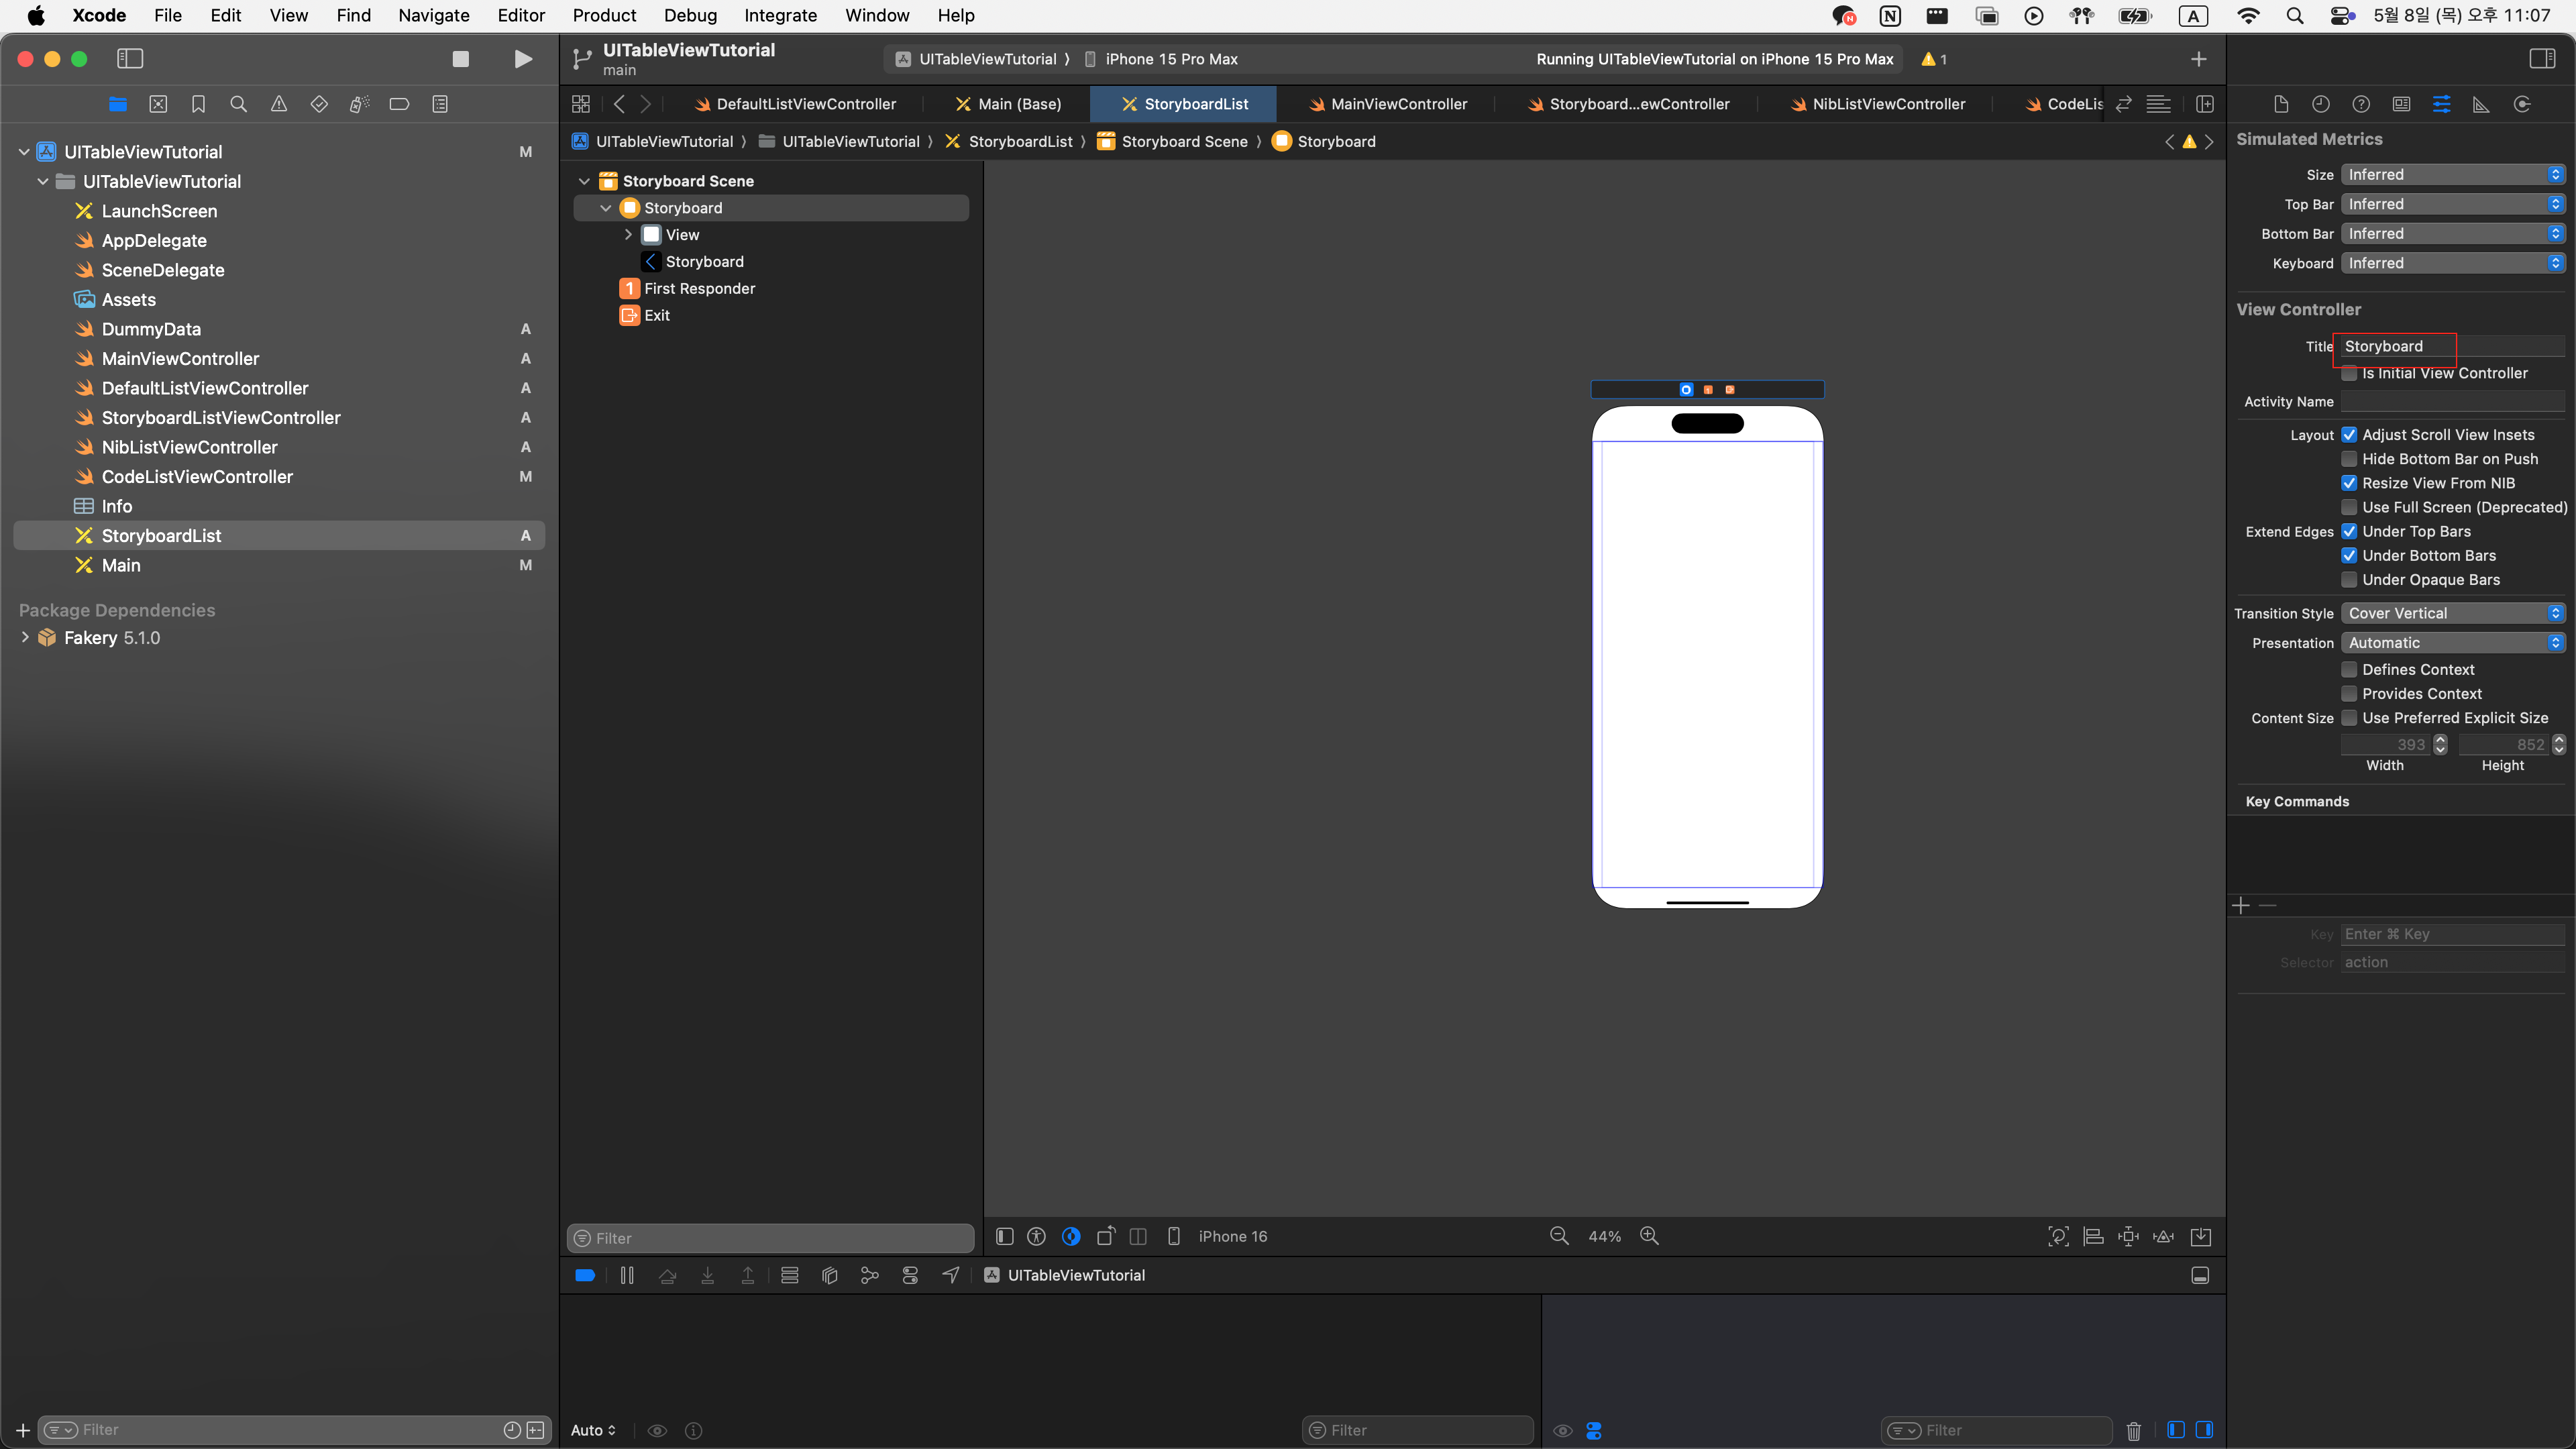 Xcode File Edit View Find Navigate Editor Product Debug Integrate Window Help
N N A 5월 8일 (목) 오후 11:07
UITableViewTutorial
main
UITableViewTutorial 〉 iPhone 15 Pro Max
Running UITableViewTutorial on iPhone 15 Pro Max 1
DefaultListViewController Main (Base) StoryboardList MainViewController Storyboard...ewController NibListViewController CodeLis
UITableViewTutorial 〉 UITableViewTutorial 〉 StoryboardList 〉 Storyboard Scene 〉 Storyboard
UITableViewTutorial M
UITableViewTutorial
LaunchScreen
AppDelegate
SceneDelegate
Assets
DummyData A
MainViewController A
DefaultListViewController A
StoryboardListViewController A
NibListViewController A
CodeListViewController M
Info
StoryboardList A
Main M
Package Dependencies
Fakery 5.1.0
Filter
Storyboard Scene
Storyboard
View
Storyboard
1 First Responder
Exit
Filter
iPhone 16
44%
UITableViewTutorial
Auto
Filter
Filter
Simulated Metrics
Size Inferred
Top Bar Inferred
Bottom Bar Inferred
Keyboard Inferred
View Controller
Title Storyboard
Is Initial View Controller
Activity Name
Layout Adjust Scroll View Insets
Hide Bottom Bar on Push
Resize View From NIB
Use Full Screen (Deprecated)
Extend Edges Under Top Bars
Under Bottom Bars
Under Opaque Bars
Transition Style Cover Vertical
Presentation Automatic
Defines Context
Provides Context
Content Size Use Preferred Explicit Size
393 852
Width Height
Key Commands
Key Enter ⌘ Key
Selector action